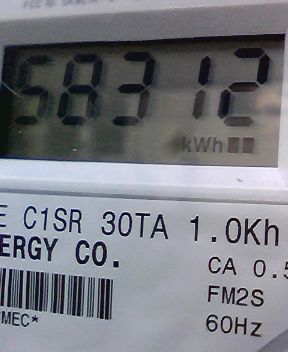 58312
kWh
E C1SR 30TA 1.0Kh
ERGY CO.
CA 0.5
FM2S
MEC*
60Hz